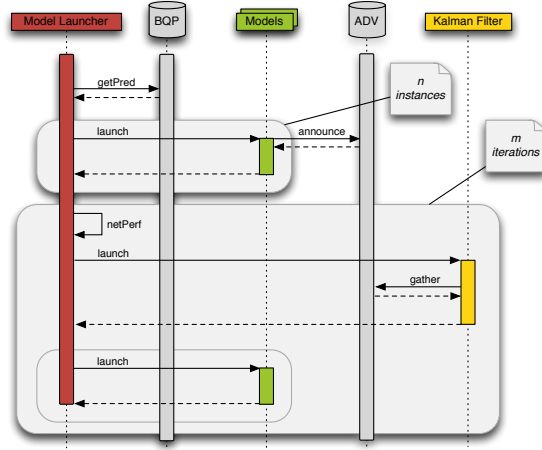 Model Launcher
BQP
Models
ADV
Kalman Filter
getPred
n
instances
launch
announce
m
iterations
netPerf
launch
gather
launch